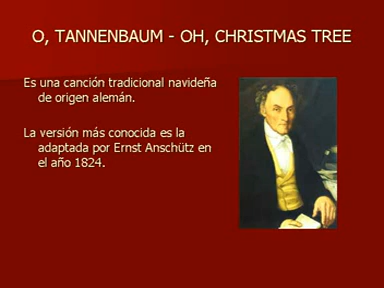 O, TANNENBAUM - OH, CHRISTMAS TREE
Es una canción tradicional navideña
de origen alemán.
La versión más conocida es la
adaptada por Ernst Anschütz en
el año 1824.